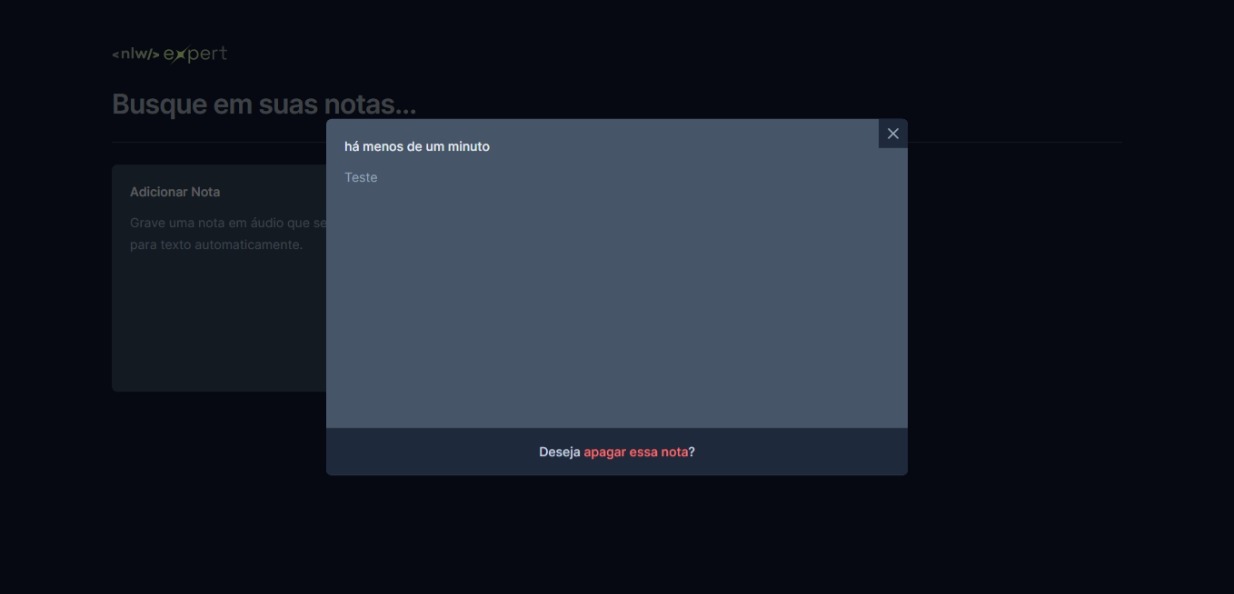 <nlw/> expert
Busque em suas notas...
há menos de um minuto
Teste
Adicionar Nota
Grave uma nota em áudio que se
para texto automaticamente.
Deseja apagar essa nota?